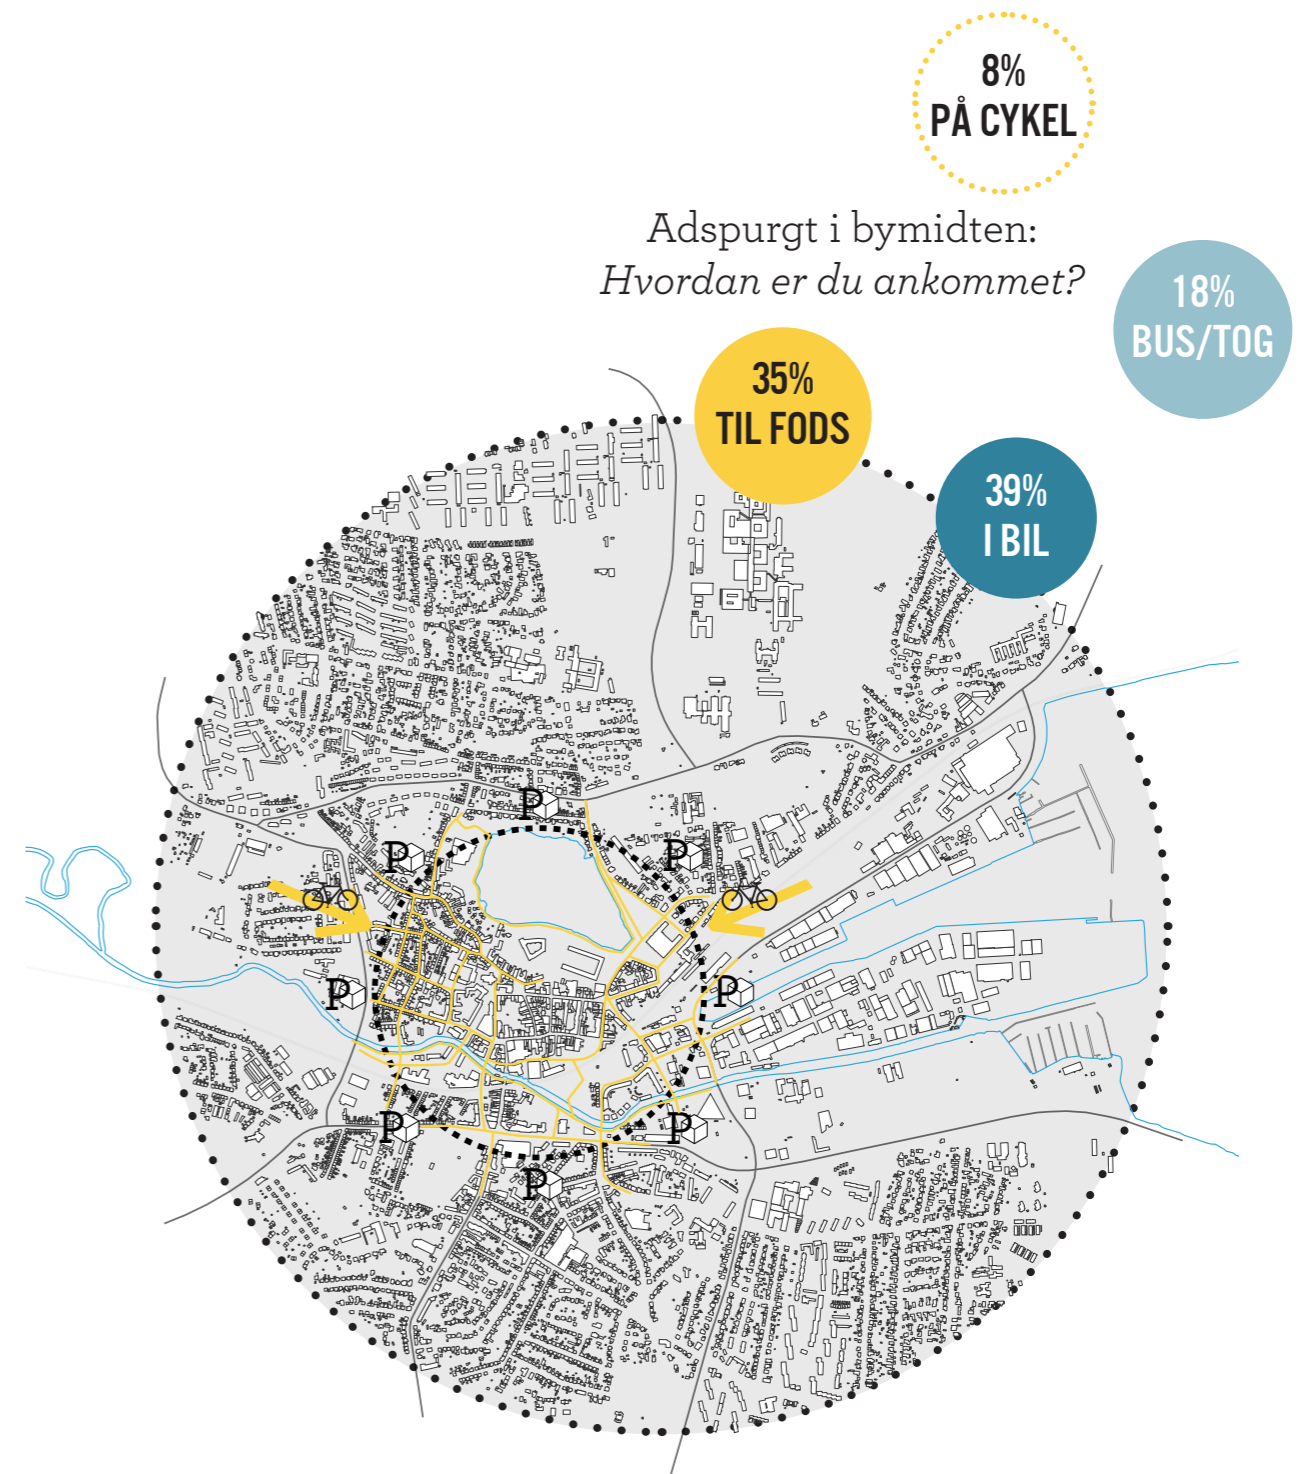 8%
PÅ CYKEL
Adspurgt i bymidten:
Hvordan er du ankommet?
18%
BUS/TOG
35%
TIL FODS
39%
I BIL
P
P
P
P
P
P
P
P